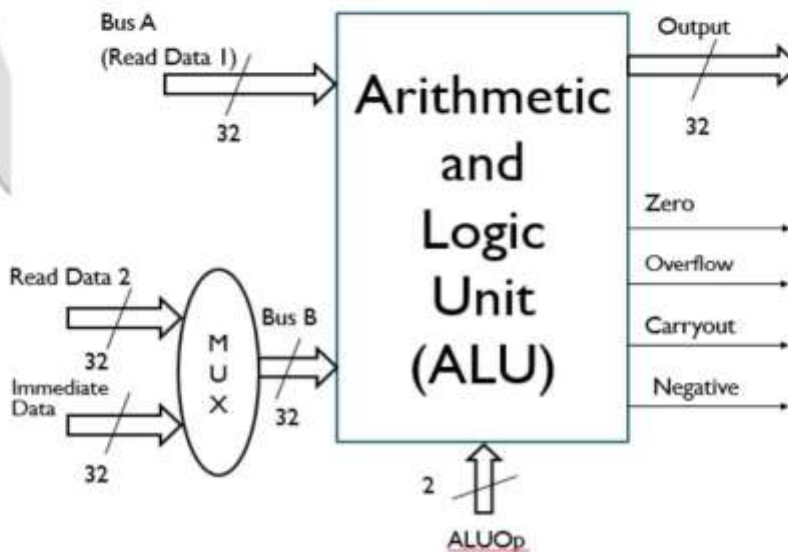 Bus A
(Read Data 1)
32
Read Data 2
32
Immediate
Data
32
M
U
X
Bus B
32
Arithmetic
and
Logic
Unit
(ALU)
2
ALUOp
Output
32
Zero
Overflow
Carryout
Negative